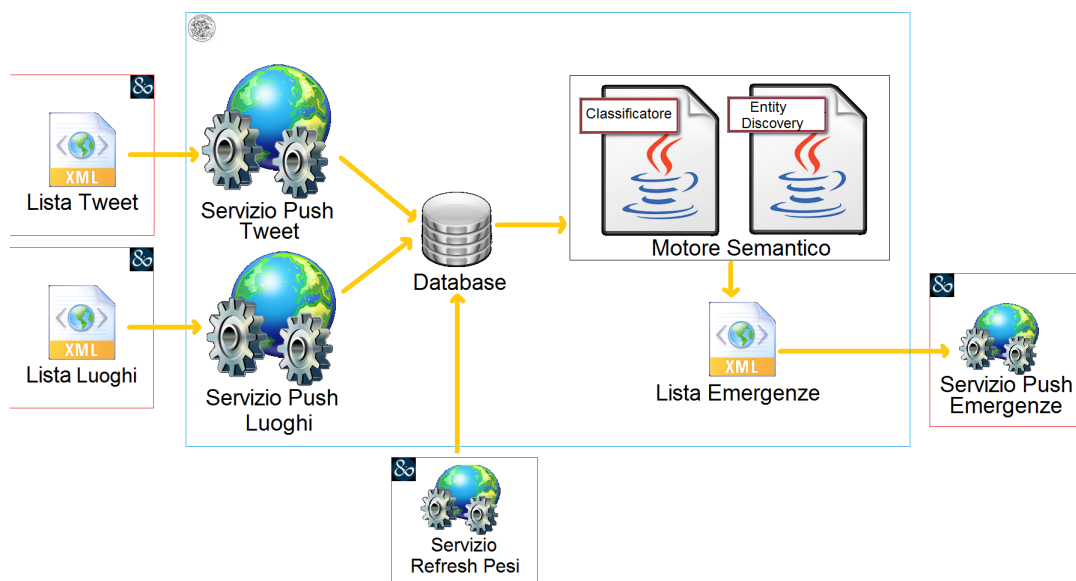 Classificatore
Entity
Discovery
XML
Lista Tweet
Servizio Push
Tweet
Motore Semantico
Database
XML
Lista Luoghi
Servizio Push
Luoghi
XML
Lista Emergenze
Servizio Push
Emergenze
Servizio
Refresh Pesi